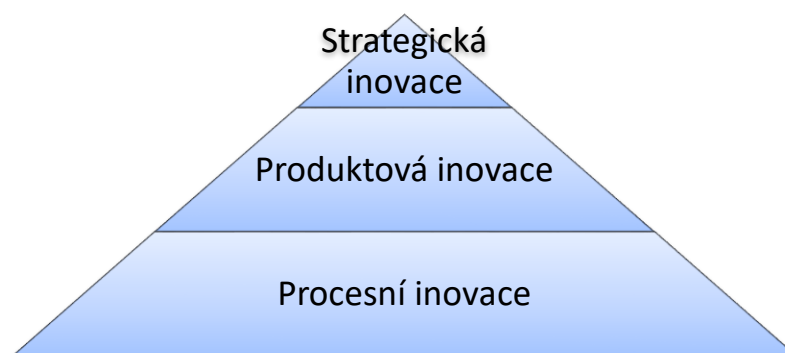 Strategická
inovace
Produktová inovace
Procesní inovace